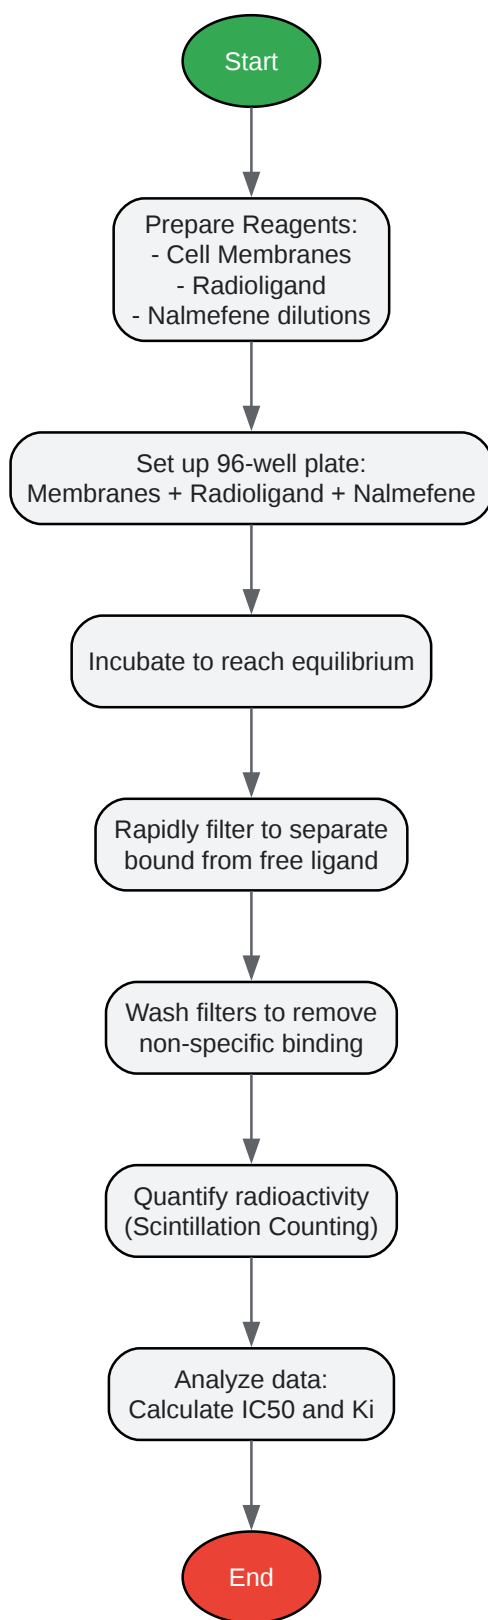 Start
Prepare Reagents:
- Cell Membranes
- Radioligand
- Nalmefene dilutions
Set up 96-well plate:
Membranes + Radioligand + Nalmefene
Incubate to reach equilibrium
Rapidly filter to separate
bound from free ligand
Wash filters to remove
non-specific binding
Quantify radioactivity
(Scintillation Counting)
Analyze data:
Calculate IC50 and Ki
End